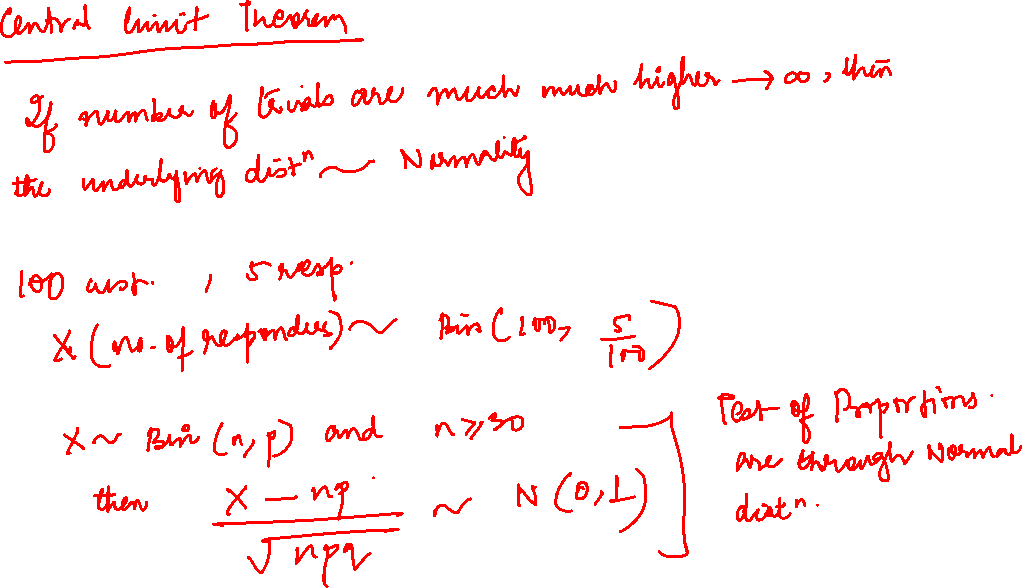 Central Limit Theorem
If number of trials are much much higher → ∞, then
the underlying distⁿ ~ Normality
100 cust. , 5 resp.
X (no. of responders) ~ Bin (100, 5/100)
X ~ Bin (n, p) and n ≥ 30
then (X - np)/√npq ~ N (0, 1)
Test of Proportions.
are through Normal
distⁿ.